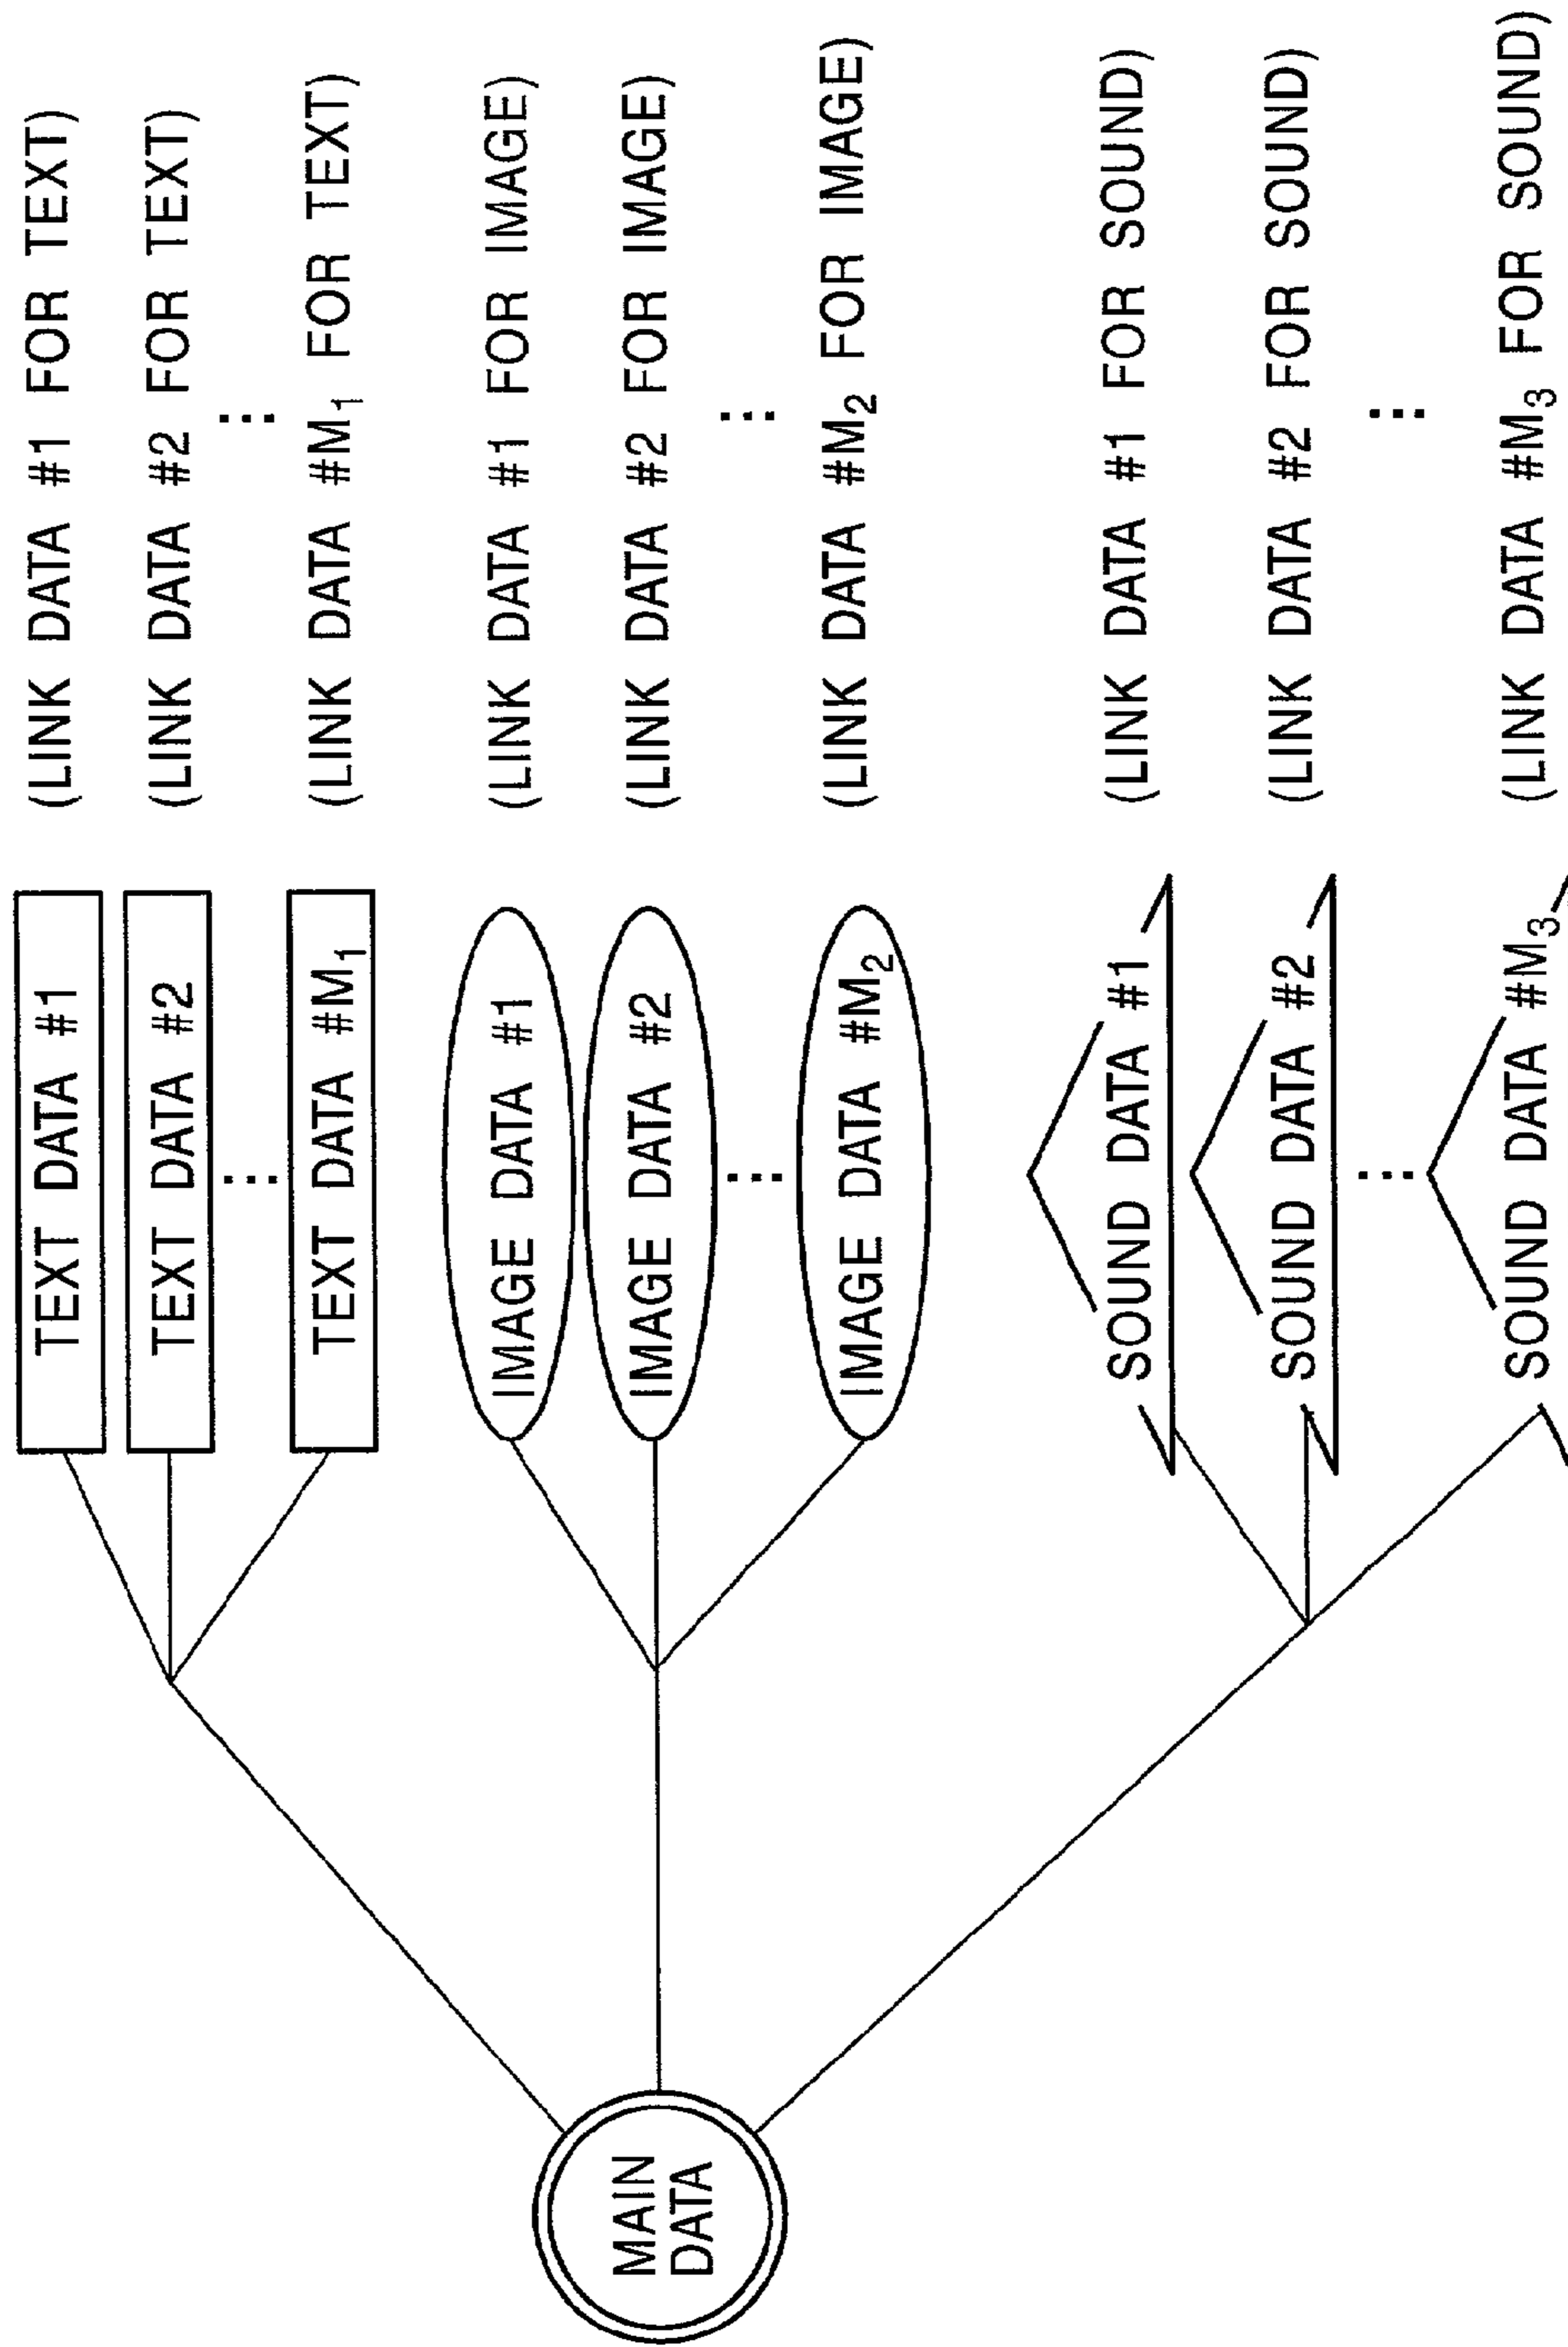 MAIN
DATA
TEXT DATA #1 (LINK DATA #1 FOR TEXT)
TEXT DATA #2 (LINK DATA #2 FOR TEXT)
⋮ ⋮
TEXT DATA #M₁ (LINK DATA #M₁ FOR TEXT)
IMAGE DATA #1 (LINK DATA #1 FOR IMAGE)
IMAGE DATA #2 (LINK DATA #2 FOR IMAGE)
⋮ ⋮
IMAGE DATA #M₂ (LINK DATA #M₂ FOR IMAGE)
SOUND DATA #1 (LINK DATA #1 FOR SOUND)
SOUND DATA #2 (LINK DATA #2 FOR SOUND)
⋮ ⋮
SOUND DATA #M₃ (LINK DATA #M₃ FOR SOUND)